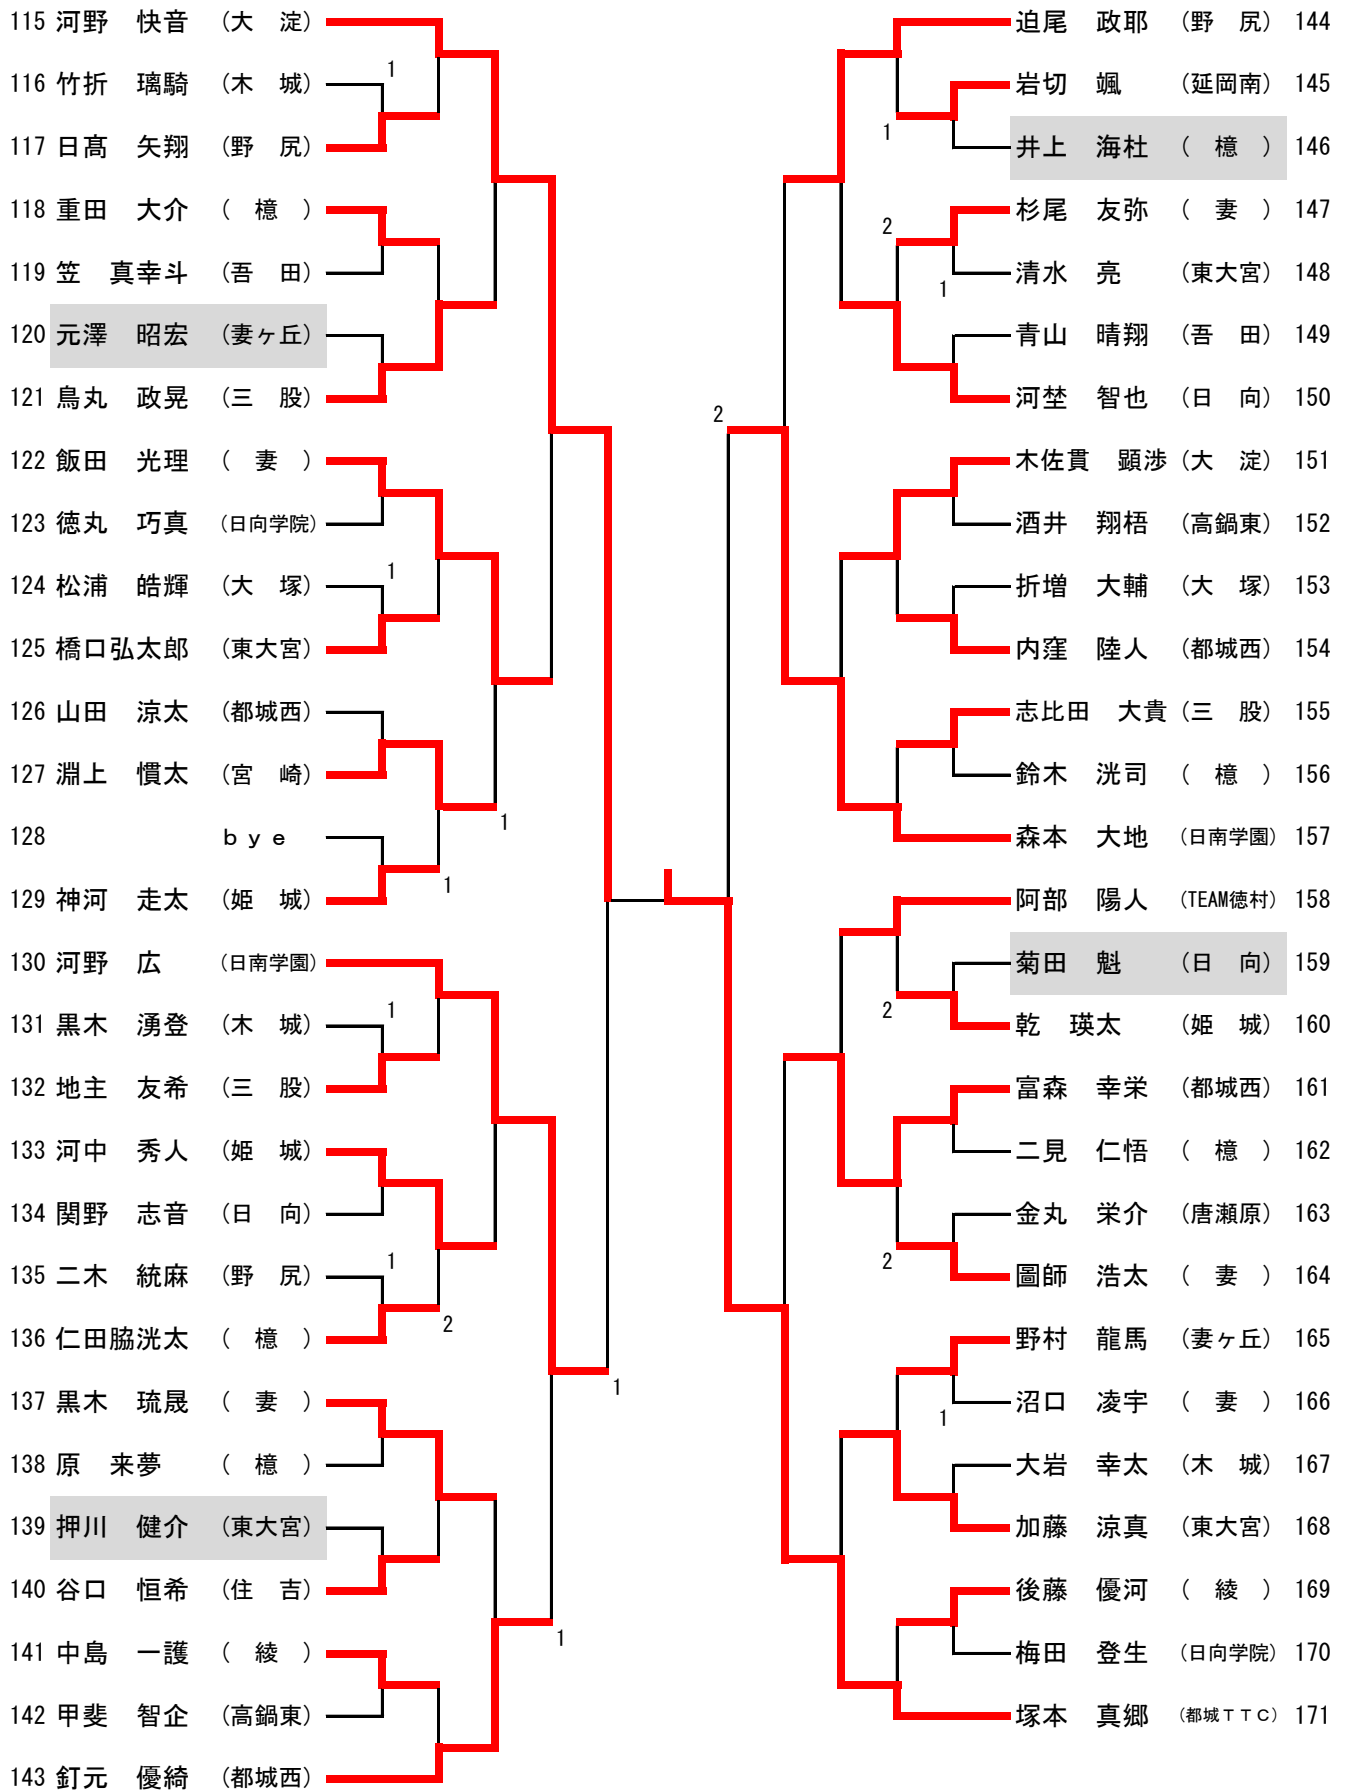 115 河野　快音 （大　淀）
116 竹折　璃騎 （木　城）
1
117 日髙　矢翔 （野　尻）
118 重田　大介 （　檍　）
119 笠　真幸斗 （吾　田）
120 元澤　昭宏 （妻ヶ丘）
121 鳥丸　政晃 （三　股）
122 飯田　光理 （　妻　）
123 徳丸　巧真 （日向学院）
124 松浦　皓輝 （大　塚）
1
125 橋口弘太郎 （東大宮）
126 山田　涼太 （都城西）
127 淵上　慣太 （宮　崎）
1
128 ｂｙｅ
129 神河　走太 （姫　城）
1
130 河野　広 （日南学園）
131 黒木　湧登 （木　城）
1
132 地主　友希 （三　股）
133 河中　秀人 （姫　城）
134 関野　志音 （日　向）
135 二木　統麻 （野　尻）
1
136 仁田脇洸太 （　檍　）
2
137 黒木　琉晟 （　妻　）
1
138 原　来夢 （　檍　）
139 押川　健介 （東大宮）
140 谷口　恒希 （住　吉）
141 中島　一護 （　綾　）
1
142 甲斐　智企 （高鍋東）
143 釘元　優綺 （都城西）
迫尾　政耶 （野　尻） 144
岩切　颯 （延岡南） 145
1
井上　海杜 （　檍　） 146
杉尾　友弥 （　妻　） 147
2
清水　亮 （東大宮） 148
1
青山　晴翔 （吾　田） 149
河埜　智也 （日　向） 150
2
木佐貫　顕渉 （大　淀） 151
酒井　翔梧 （高鍋東） 152
折増　大輔 （大　塚） 153
内窪　陸人 （都城西） 154
志比田　大貴 （三　股） 155
鈴木　洸司 （　檍　） 156
森本　大地 （日南学園） 157
阿部　陽人 （TEAM徳村） 158
菊田　魁 （日　向） 159
2
乾　瑛太 （姫　城） 160
富森　幸栄 （都城西） 161
二見　仁悟 （　檍　） 162
金丸　栄介 （唐瀬原） 163
2
圖師　浩太 （　妻　） 164
野村　龍馬 （妻ヶ丘） 165
沼口　凌宇 （　妻　） 166
1
大岩　幸太 （木　城） 167
加藤　涼真 （東大宮） 168
後藤　優河 （　綾　） 169
梅田　登生 （日向学院） 170
塚本　真郷 （都城ＴＴＣ） 171